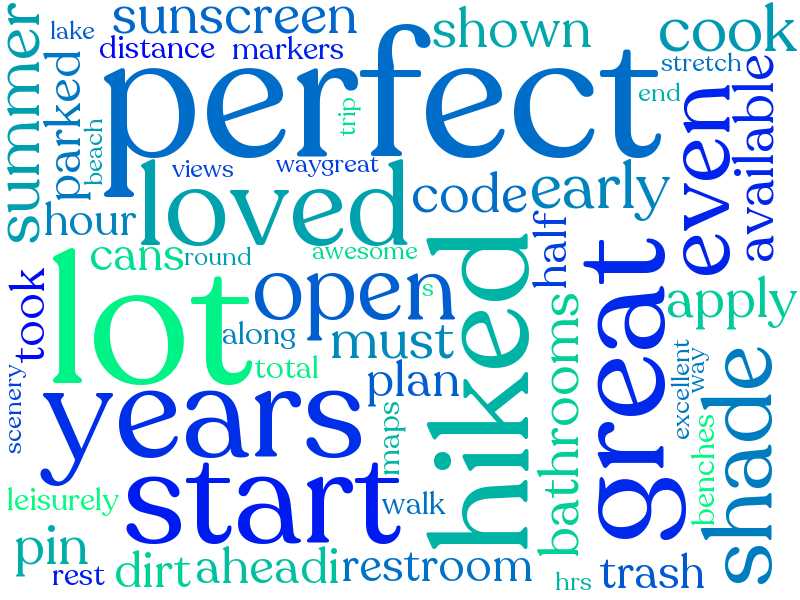 summer
lake
sunscreen
distance
markers
shown
cook
perfect
stretch
end
parked
beach
trip
even
available
views
waygreat
loved
code
early
hour
half
cans
round
awesome
took
lot
open
s
hiked
great
apply
along
must
total
plan
scenery
years
maps
bathrooms
excellent
way
shade
benches
leisurely
start
walk
pin
rest
dirt
aheadi
restroom
hrs
trash